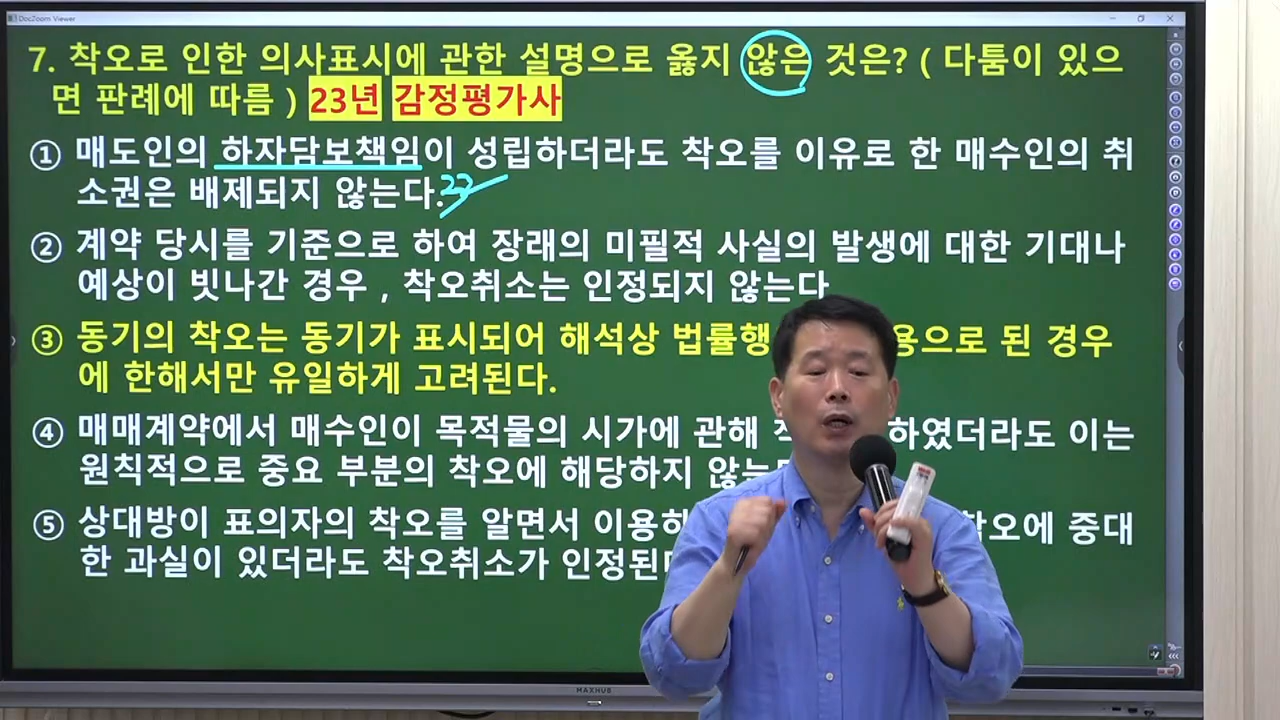 DocZoom Viewer
7. 착오로 인한 의사표시에 관한 설명으로 옳지 않은 것은? ( 다툼이 있으
면 판례에 따름 ) 23년 감정평가사
① 매도인의 하자담보책임이 성립하더라도 착오를 이유로 한 매수인의 취
소권은 배제되지 않는다.
② 계약 당시를 기준으로 하여 장래의 미필적 사실의 발생에 대한 기대나
예상이 빗나간 경우 , 착오취소는 인정되지 않는다
③ 동기의 착오는 동기가 표시되어 해석상 법률행 용으로 된 경우
에 한해서만 유일하게 고려된다.
④ 매매계약에서 매수인이 목적물의 시가에 관해 하였더라도 이는
원칙적으로 중요 부분의 착오에 해당하지 않는
⑤ 상대방이 표의자의 착오를 알면서 이용하 착오에 중대
한 과실이 있더라도 착오취소가 인정된
MAXHUB